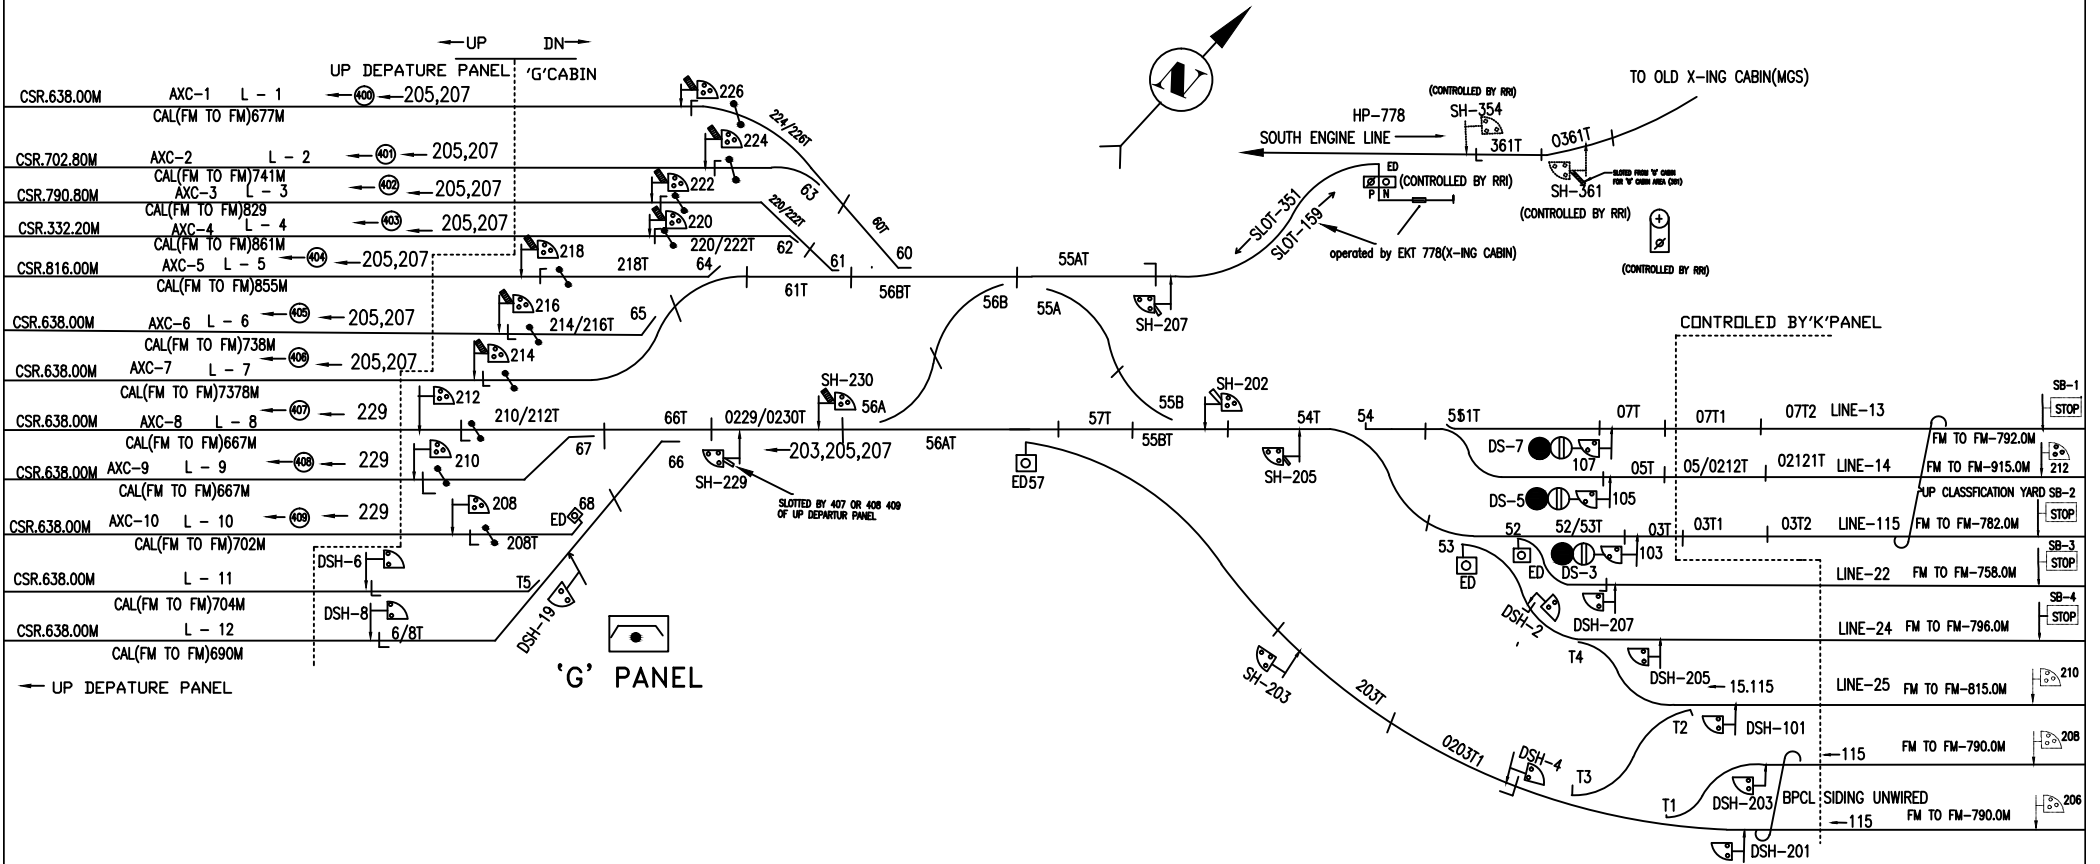 UP DN
UP DEPATURE PANEL 'G'CABIN
CSR.638.00M AXC-1 L - 1 400 205,207
CAL(FM TO FM)677M
226
224/226T
224
CSR.702.80M AXC-2 L - 2 401 205,207
CAL(FM TO FM)741M
CSR.790.80M AXC-3 L - 3 402 205,207
222
63
CAL(FM TO FM)829
220/222T
CSR.332.20M AXC-4 L - 4 403 205,207
220
60T
CAL(FM TO FM)861M
218
220/222T
62
60
CSR.816.00M AXC-5 L - 5 404 205,207
218T
64
61
CAL(FM TO FM)855M
61T
56BT
55AT
56B
55A
CSR.638.00M AXC-6 L - 6 405 205,207
216
214/216T
65
CAL(FM TO FM)738M
CSR.638.00M AXC-7 L - 7 406 205,207
214
CAL(FM TO FM)7378M
212
SH-230
56A
CSR.638.00M AXC-8 L - 8 407 229
210/212T
66T
0229/0230T
203,205,207
56AT
CAL(FM TO FM)667M
210
67
66
SH-229
CSR.638.00M AXC-9 L - 9 408 229
CAL(FM TO FM)667M
SLOTTED BY 407 OR 408 409
OF UP DEPARTUR PANEL
208
68
ED
CSR.638.00M AXC-10 L - 10 409 229
208T
CAL(FM TO FM)702M
DSH-6
CSR.638.00M L - 11
T5
CAL(FM TO FM)704M
DSH-8
DSH-19
CSR.638.00M L - 12
6/8T
CAL(FM TO FM)690M
'G' PANEL
UP DEPATURE PANEL
N
TO OLD X-ING CABIN(MGS)
(CONTROLLED BY RRI)
HP-778
SH-354
SOUTH ENGINE LINE
361T
0361T
ED
P N
(CONTROLLED BY RRI)
SH-361
SLOTED FROM 'G' CABIN
FOR 'G' CABIN AREA (361)
(CONTROLLED BY RRI)
SLOT-351
SLOT-159
operated by EKT 778(X-ING CABIN)
(CONTROLLED BY RRI)
SH-207
CONTROLED BY'K'PANEL
SH-202
55B
57T
55BT
54T
54
51
51T
07T
07T1
07T2
LINE-13
SB-1
STOP
ED57
SH-205
DS-7
107
FM TO FM-792.0M
05T
05/0212T
02121T
LINE-14
FM TO FM-915.0M
212
DS-5
105
UP CLASSFICATION YARD
SB-2
STOP
52
52/53T
03T
03T1
03T2
LINE-115
FM TO FM-782.0M
53
ED
ED
DS-3
103
SB-3
STOP
LINE-22
FM TO FM-758.0M
DSH-2
DSH-207
SB-4
STOP
LINE-24
FM TO FM-796.0M
T4
DSH-205
15.115
LINE-25
FM TO FM-815.0M
210
SH-203
203T
T2
DSH-101
0203T1
DSH-4
T3
115
FM TO FM-790.0M
208
T1
DSH-203
BPCL SIDING UNWIRED
115
FM TO FM-790.0M
206
DSH-201